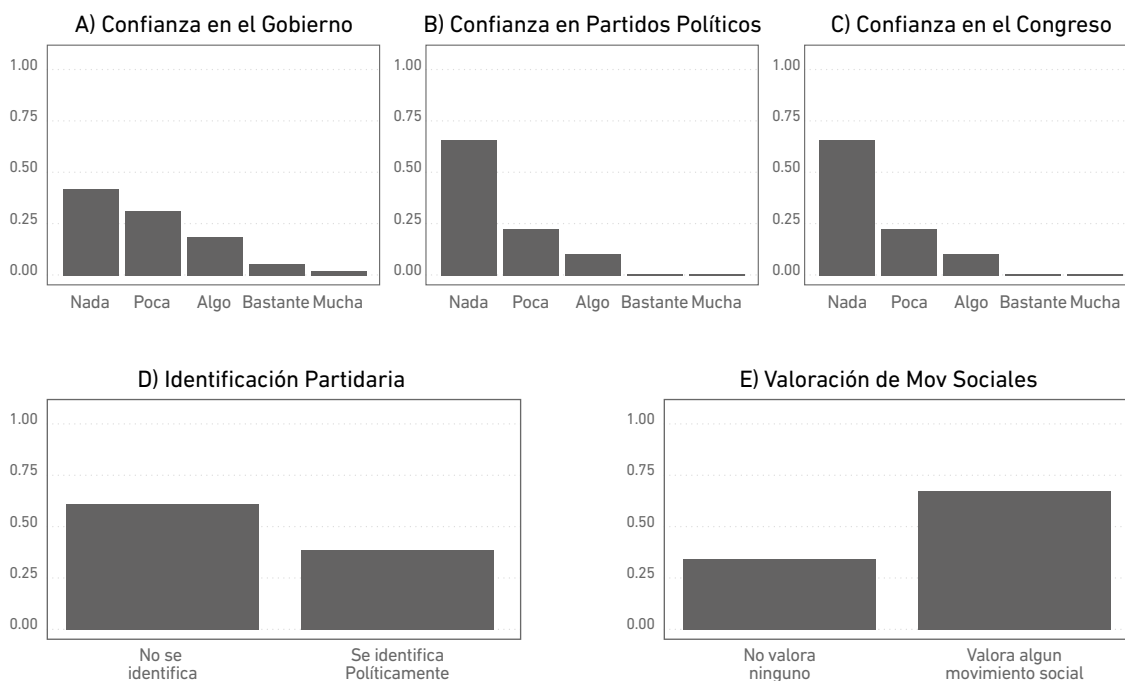 A) Confianza en el Gobierno
1.00
0.75
0.50
0.25
0.00
Nada Poca Algo Bastante Mucha
B) Confianza en Partidos Políticos
1.00
0.75
0.50
0.25
0.00
Nada Poca Algo Bastante Mucha
C) Confianza en el Congreso
1.00
0.75
0.50
0.25
0.00
Nada Poca Algo Bastante Mucha
D) Identificación Partidaria
1.00
0.75
0.50
0.25
0.00
No se
identifica
Se identifica
Políticamente
E) Valoración de Mov Sociales
1.00
0.75
0.50
0.25
0.00
No valora
ninguno
Valora algun
movimiento social